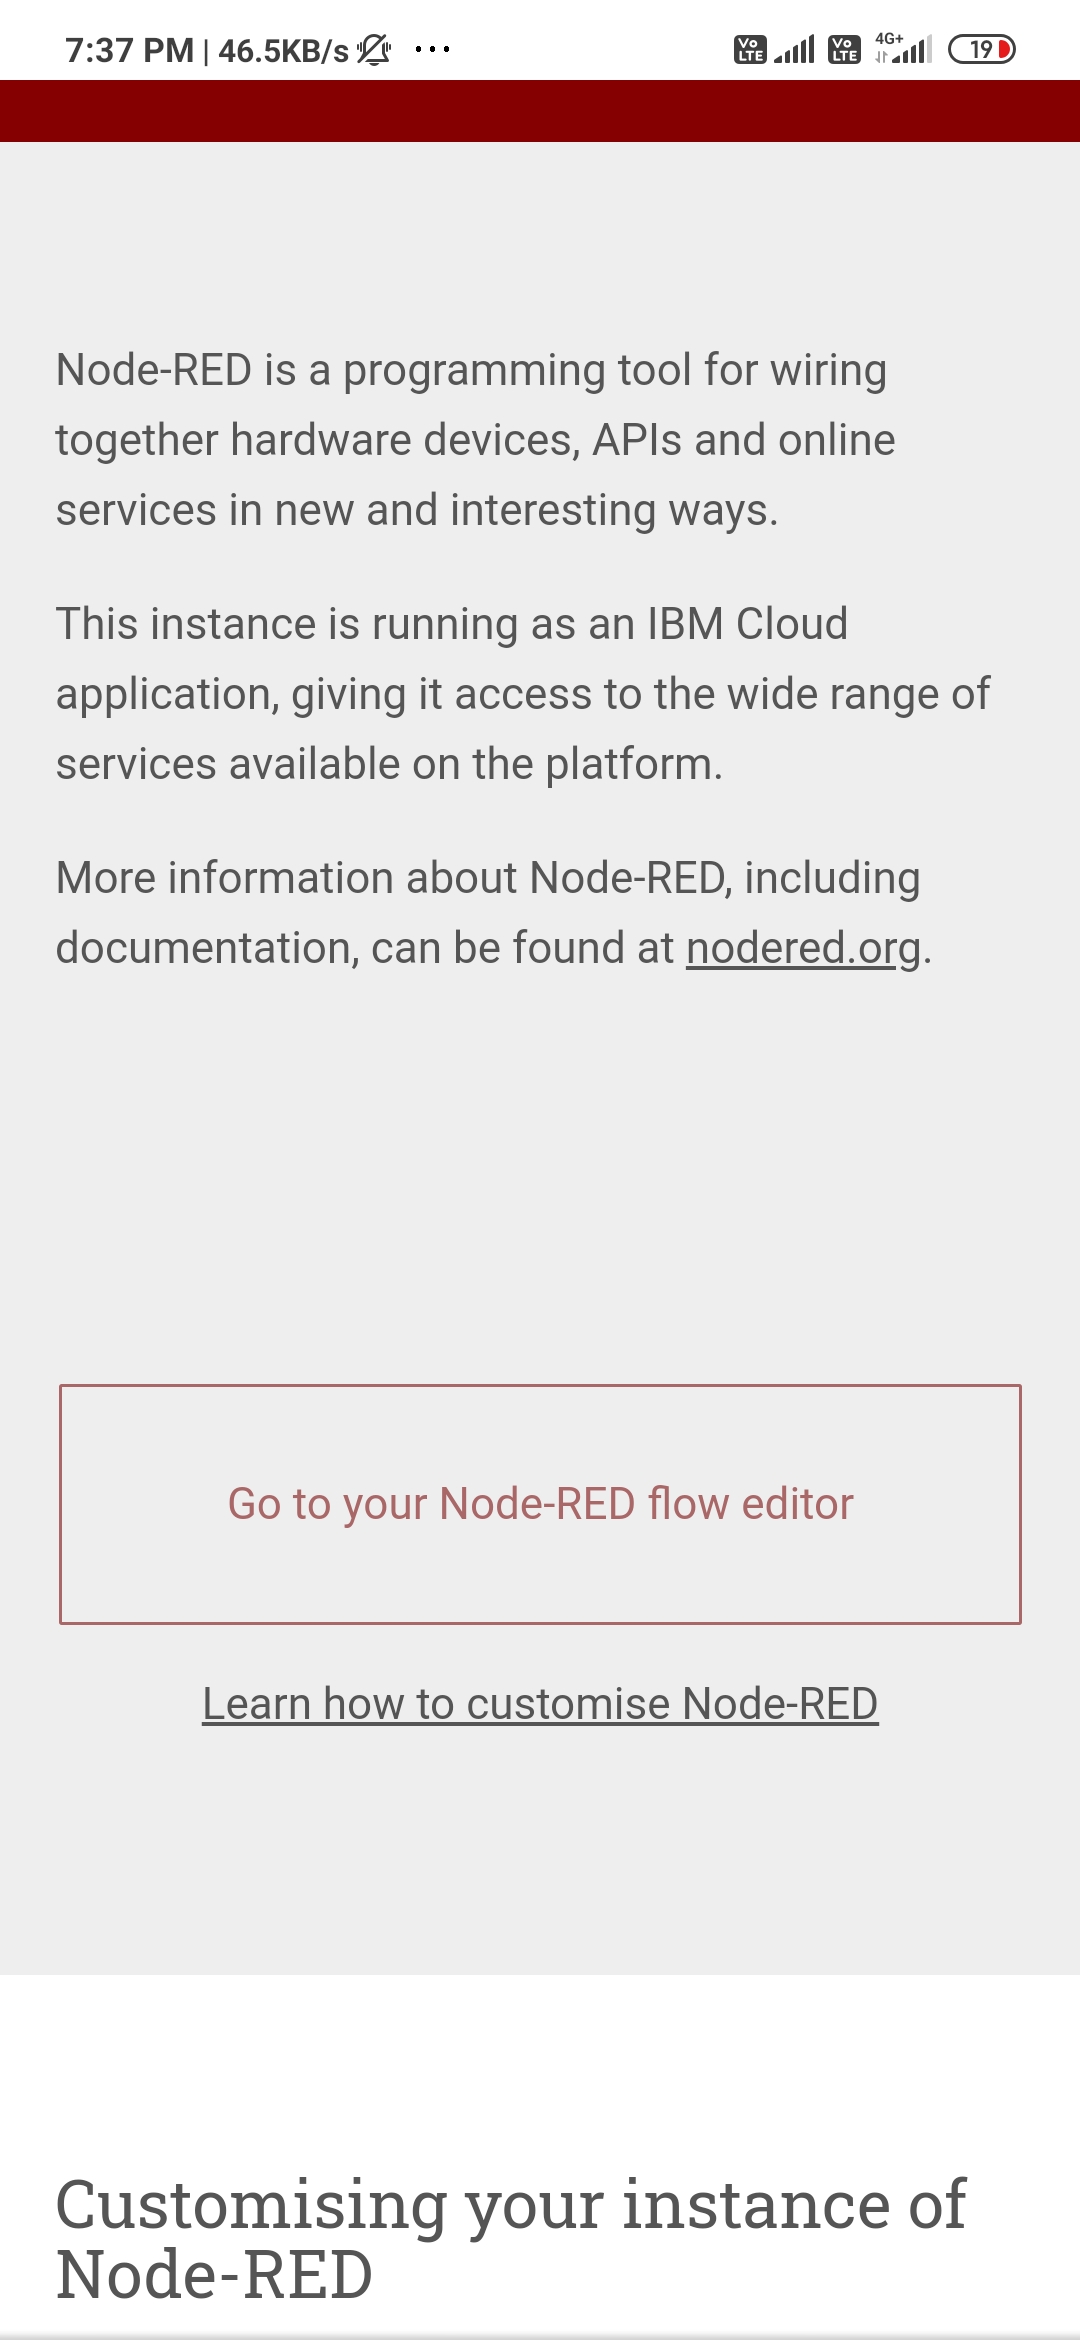 7:37 PM | 46.5KB/s ... Vo LTE Vo LTE 4G+ 19
Node-RED is a programming tool for wiring
together hardware devices, APIs and online
services in new and interesting ways.
This instance is running as an IBM Cloud
application, giving it access to the wide range of
services available on the platform.
More information about Node-RED, including
documentation, can be found at nodered.org.
Go to your Node-RED flow editor
Learn how to customise Node-RED
Customising your instance of
Node-RED